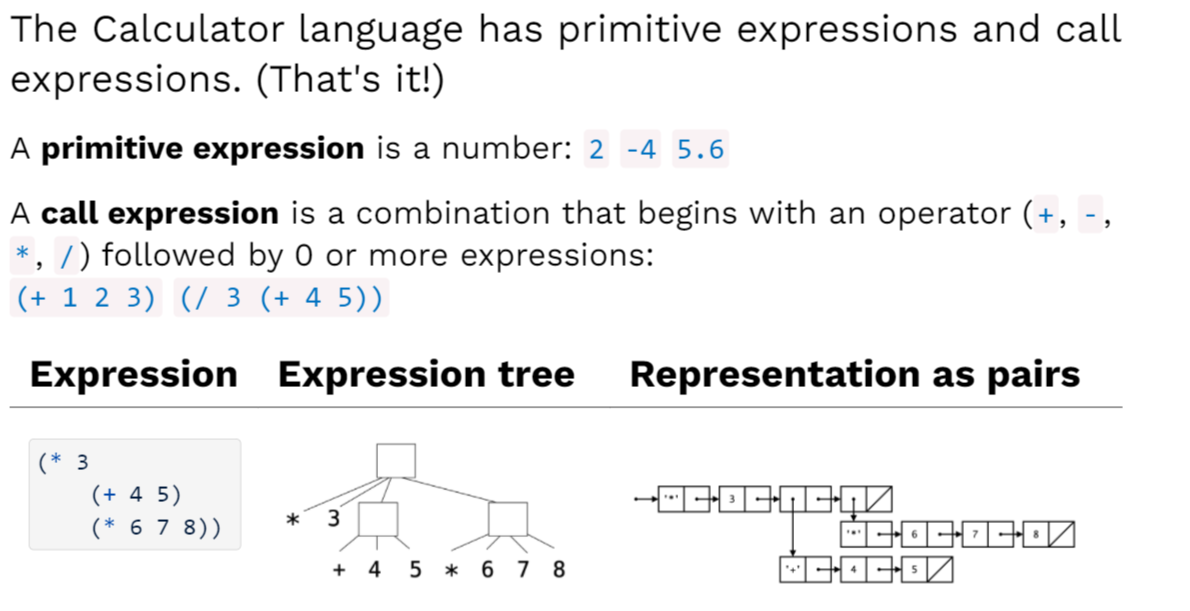 The Calculator language has primitive expressions and call
expressions. (That's it!)
A primitive expression is a number: 2 -4 5.6
A call expression is a combination that begins with an operator (+, -,
*, /) followed by 0 or more expressions:
(+ 1 2 3) (/ 3 (+ 4 5))
Expression Expression tree Representation as pairs
(* 3
(+ 4 5)
(* 6 7 8))
* 3
+ 4 5 * 6 7 8
'*' 3
'*' 6 7 8
'+' 4 5